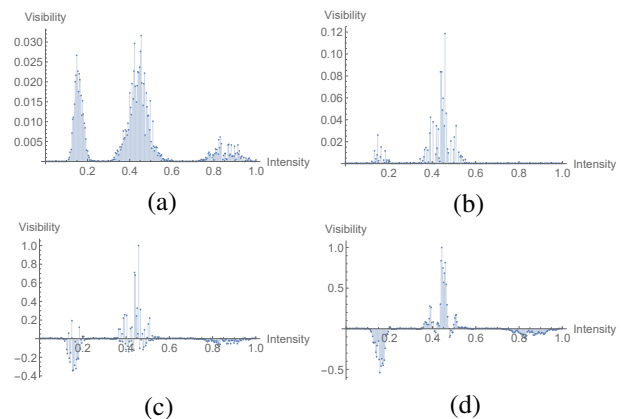 Visibility
0.030
0.025
0.020
0.015
0.010
0.005
0.2 0.4 0.6 0.8 1.0 Intensity
(a)
Visibility
0.12
0.10
0.08
0.06
0.04
0.02
0.2 0.4 0.6 0.8 1.0 Intensity
(b)
Visibility
1.0
0.8
0.6
0.4
0.2
0.2 0.4 0.6 0.8 1.0 Intensity
-0.2
-0.4
(c)
Visibility
1.0
0.5
0.2 0.4 0.6 0.8 1.0 Intensity
-0.5
(d)